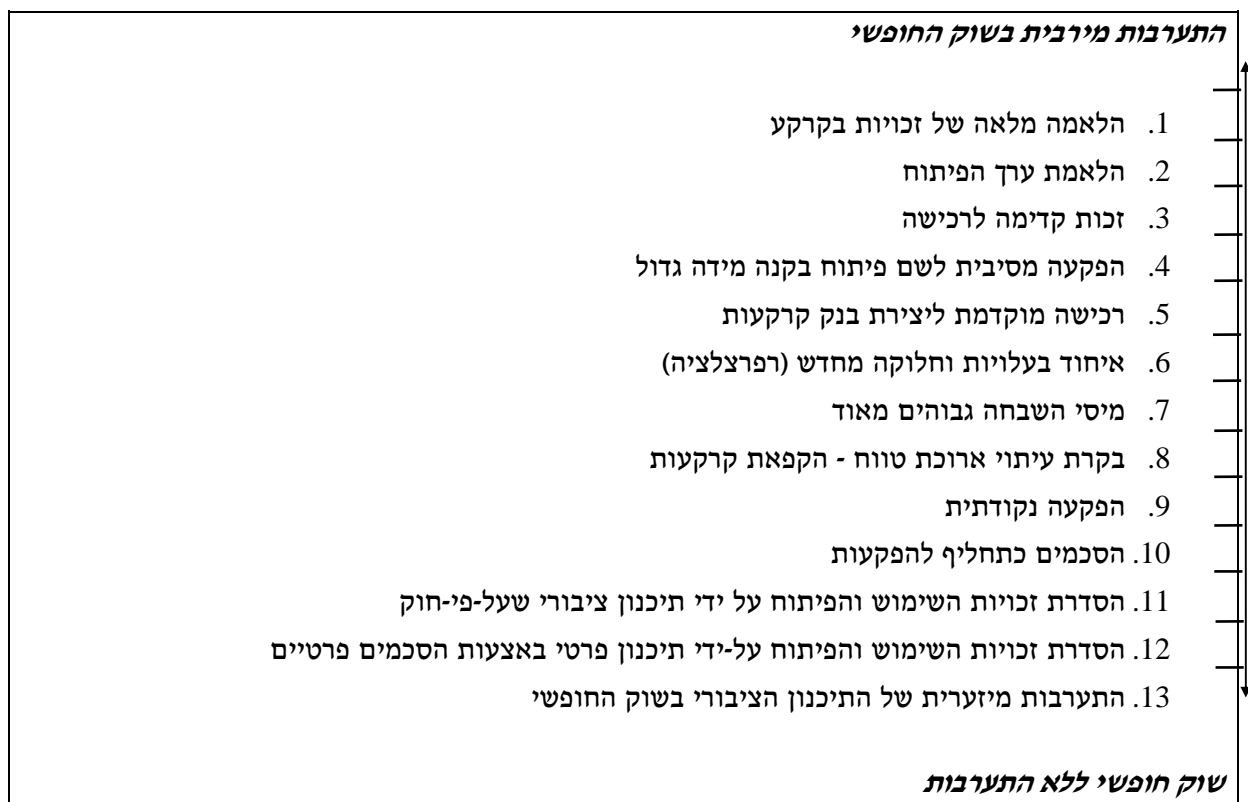 התערבות מירבית בשוק החופשי
1. הלאמה מלאה של זכויות בקרקע
2. הלאמת ערך הפיתוח
3. זכות קדימה לרכישה
4. הפקעה מסיבית לשם פיתוח בקנה מידה גדול
5. רכישה מוקדמת ליצירת בנק קרקעות
6. איחוד בעלויות וחלוקה מחדש (רפרצלציה)
7. מיסי השבחה גבוהים מאוד
8. בקרת עיתוי ארוכת טווח - הקפאת קרקעות
9. הפקעה נקודתית
10. הסכמים כתחליף להפקעות
11. הסדרת זכויות השימוש והפיתוח על ידי תיכנון ציבורי שעל-פי-חוק
12. הסדרת זכויות השימוש והפיתוח על-ידי תיכנון פרטי באצעות הסכמים פרטיים
13. התערבות מיזערית של התיכנון הציבורי בשוק החופשי
שוק חופשי ללא התערבות